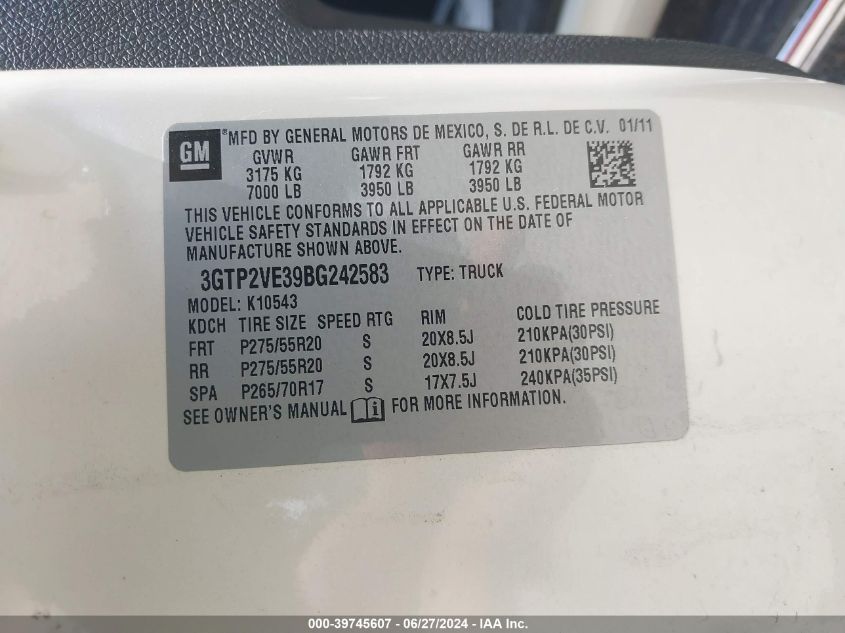 GM ® MFD BY GENERAL MOTORS DE MEXICO, S. DE R.L. DE C.V. 01/11
GVWR GAWR FRT GAWR RR
3175 KG 1792 KG 1792 KG
7000 LB 3950 LB 3950 LB
THIS VEHICLE CONFORMS TO ALL APPLICABLE U.S. FEDERAL MOTOR
VEHICLE SAFETY STANDARDS IN EFFECT ON THE DATE OF
MANUFACTURE SHOWN ABOVE.
3GTP2VE39BG242583 TYPE: TRUCK
MODEL: K10543
KDCH TIRE SIZE SPEED RTG RIM COLD TIRE PRESSURE
FRT P275/55R20 S 20X8.5J 210KPA(30PSI)
RR P275/55R20 S 20X8.5J 210KPA(30PSI)
SPA P265/70R17 S 17X7.5J 240KPA(35PSI)
SEE OWNER'S MANUAL i FOR MORE INFORMATION.
000-39745607 / 06/27/2024 - IAA Inc.